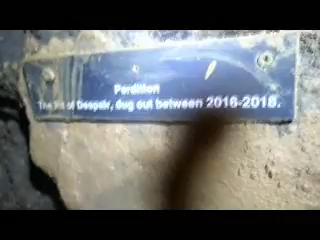 Perdition
The Pit of Despair, dug out between 2016-2018.